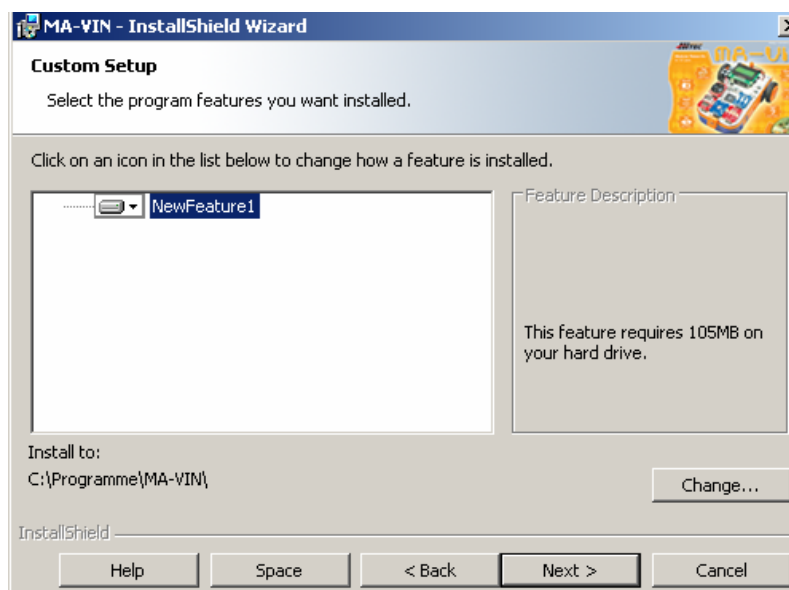 MA-VIN - InstallShield Wizard
Custom Setup
Select the program features you want installed.
Click on an icon in the list below to change how a feature is installed.
NewFeature1
Feature Description
This feature requires 105MB on
your hard drive.
Install to:
C:\Programme\MA-VIN\
Change...
InstallShield
Help
Space
< Back
Next >
Cancel